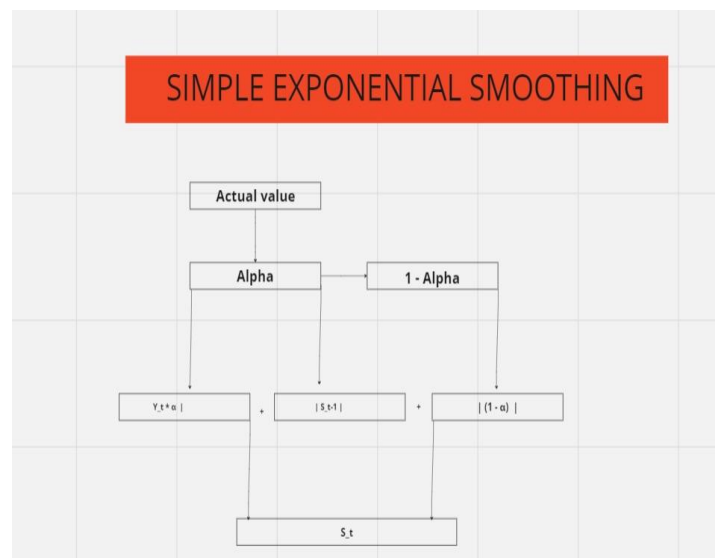 SIMPLE EXPONENTIAL SMOOTHING
Actual value
Alpha
1 - Alpha
Y_t * α |
+
| S_t-1 |
+
| (1 - α) |
S_t